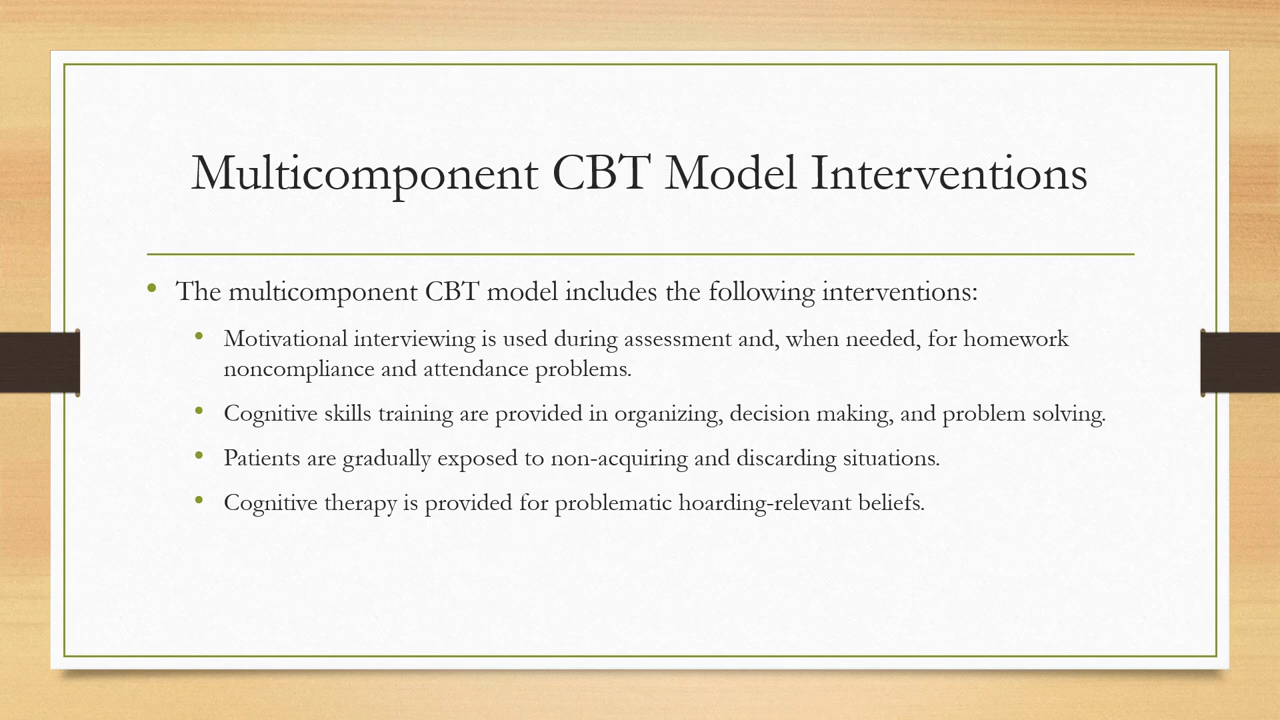 Multicomponent CBT Model Interventions
• The multicomponent CBT model includes the following interventions:
• Motivational interviewing is used during assessment and, when needed, for homework
noncompliance and attendance problems.
• Cognitive skills training are provided in organizing, decision making, and problem solving.
• Patients are gradually exposed to non-acquiring and discarding situations.
• Cognitive therapy is provided for problematic hoarding-relevant beliefs.